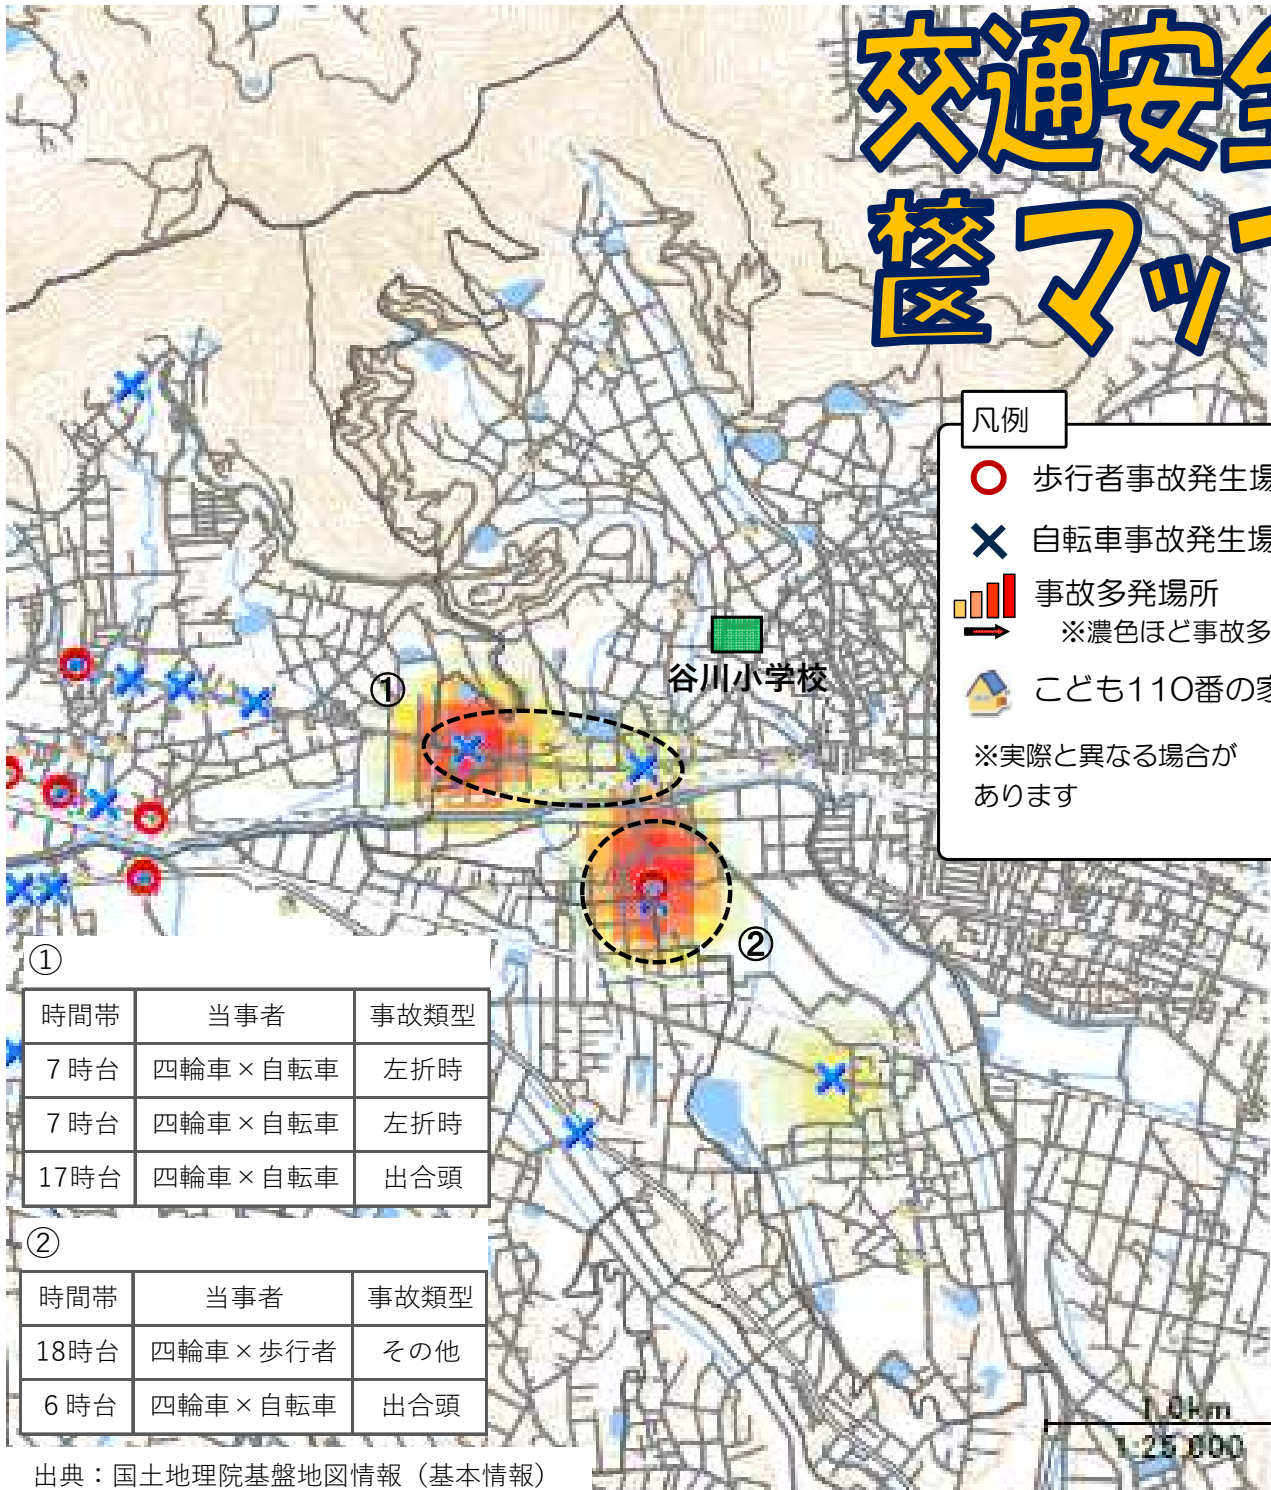 交通安全
校区マップ
凡例
歩行者事故発生場
自転車事故発生場
事故多発場所
※濃色ほど事故多
こども110番の家
※実際と異なる場合が
あります
谷川小学校
①
②
①
時間帯 当事者 事故類型
7時台 四輪車×自転車 左折時
7時台 四輪車×自転車 左折時
17時台 四輪車×自転車 出合頭
②
時間帯 当事者 事故類型
18時台 四輪車×歩行者 その他
6時台 四輪車×自転車 出合頭
1.0km
1:25,000
出典：国土地理院基盤地図情報（基本情報）